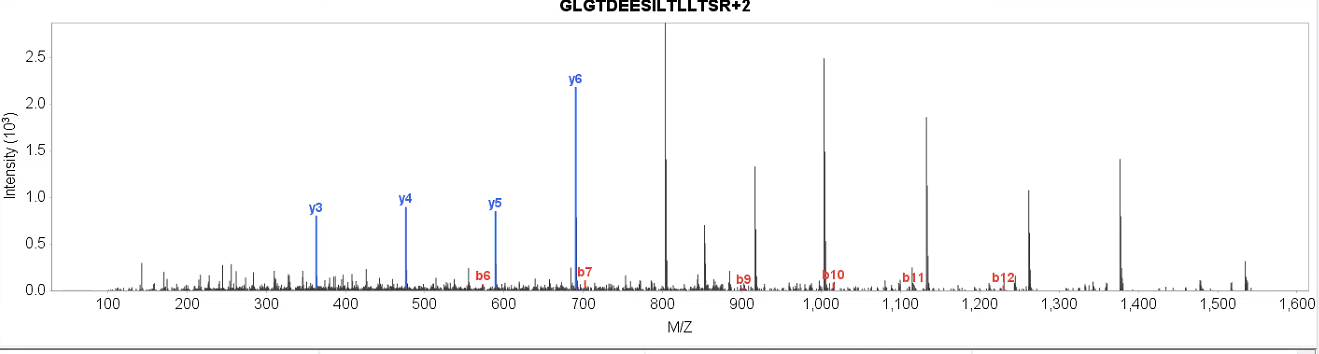 GLGTDEESILTLLTSR+2
Intensity (10³)
2.5
2.0
1.5
1.0
0.5
0.0
y6
y3
y4
y5
b6
b7
b9
b10
b11
b12
100 200 300 400 500 600 700 800 900 1,000 1,100 1,200 1,300 1,400 1,500 1,600
M/Z